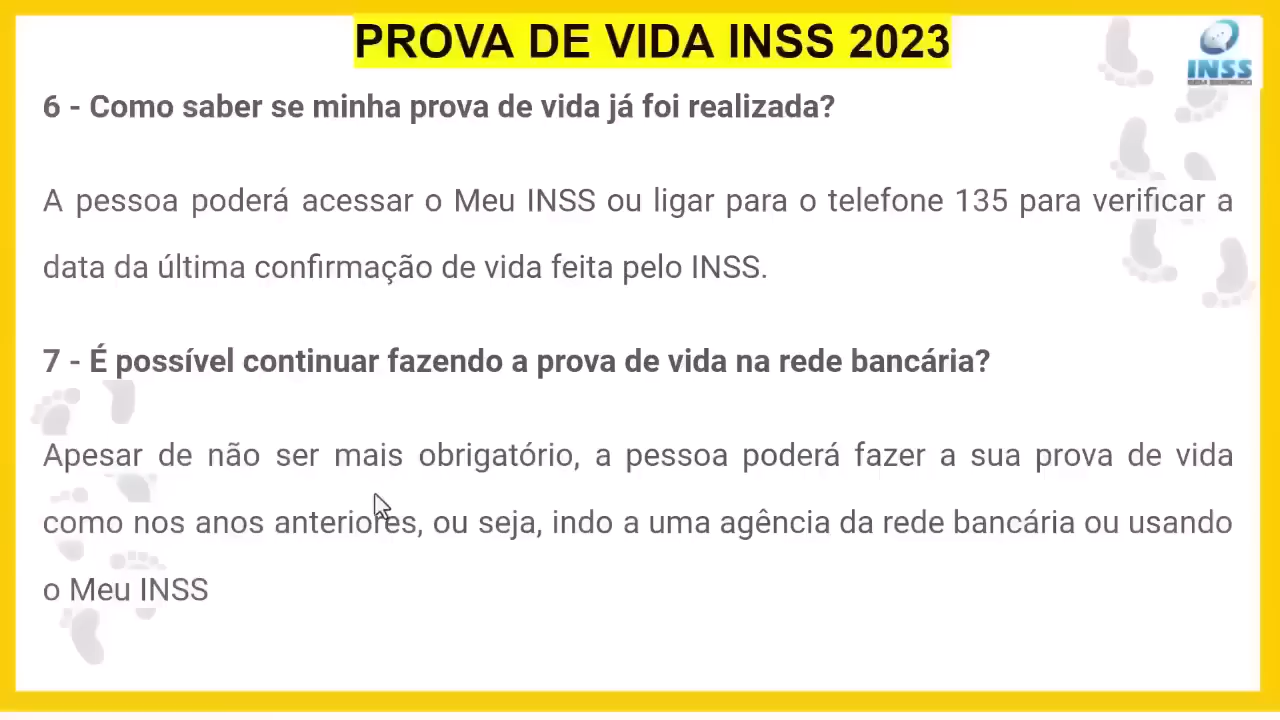 PROVA DE VIDA INSS 2023
INSS
6 - Como saber se minha prova de vida já foi realizada?
A pessoa poderá acessar o Meu INSS ou ligar para o telefone 135 para verificar a
data da última confirmação de vida feita pelo INSS.
7 - É possível continuar fazendo a prova de vida na rede bancária?
Apesar de não ser mais obrigatório, a pessoa poderá fazer a sua prova de vida
como nos anos anteriores, ou seja, indo a uma agência da rede bancária ou usando
o Meu INSS